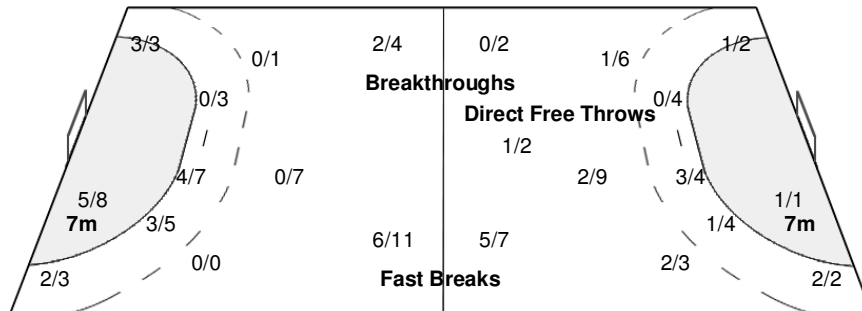 3/3 2/4 0/2 1/2
0/1 1/6
Breakthroughs
0/3 0/4
Direct Free Throws
1/2
4/7 0/7 2/9 3/4
5/8 1/1
7m 3/5 1/4 7m
6/11 5/7
0/0 2/3
2/3 Fast Breaks 2/2